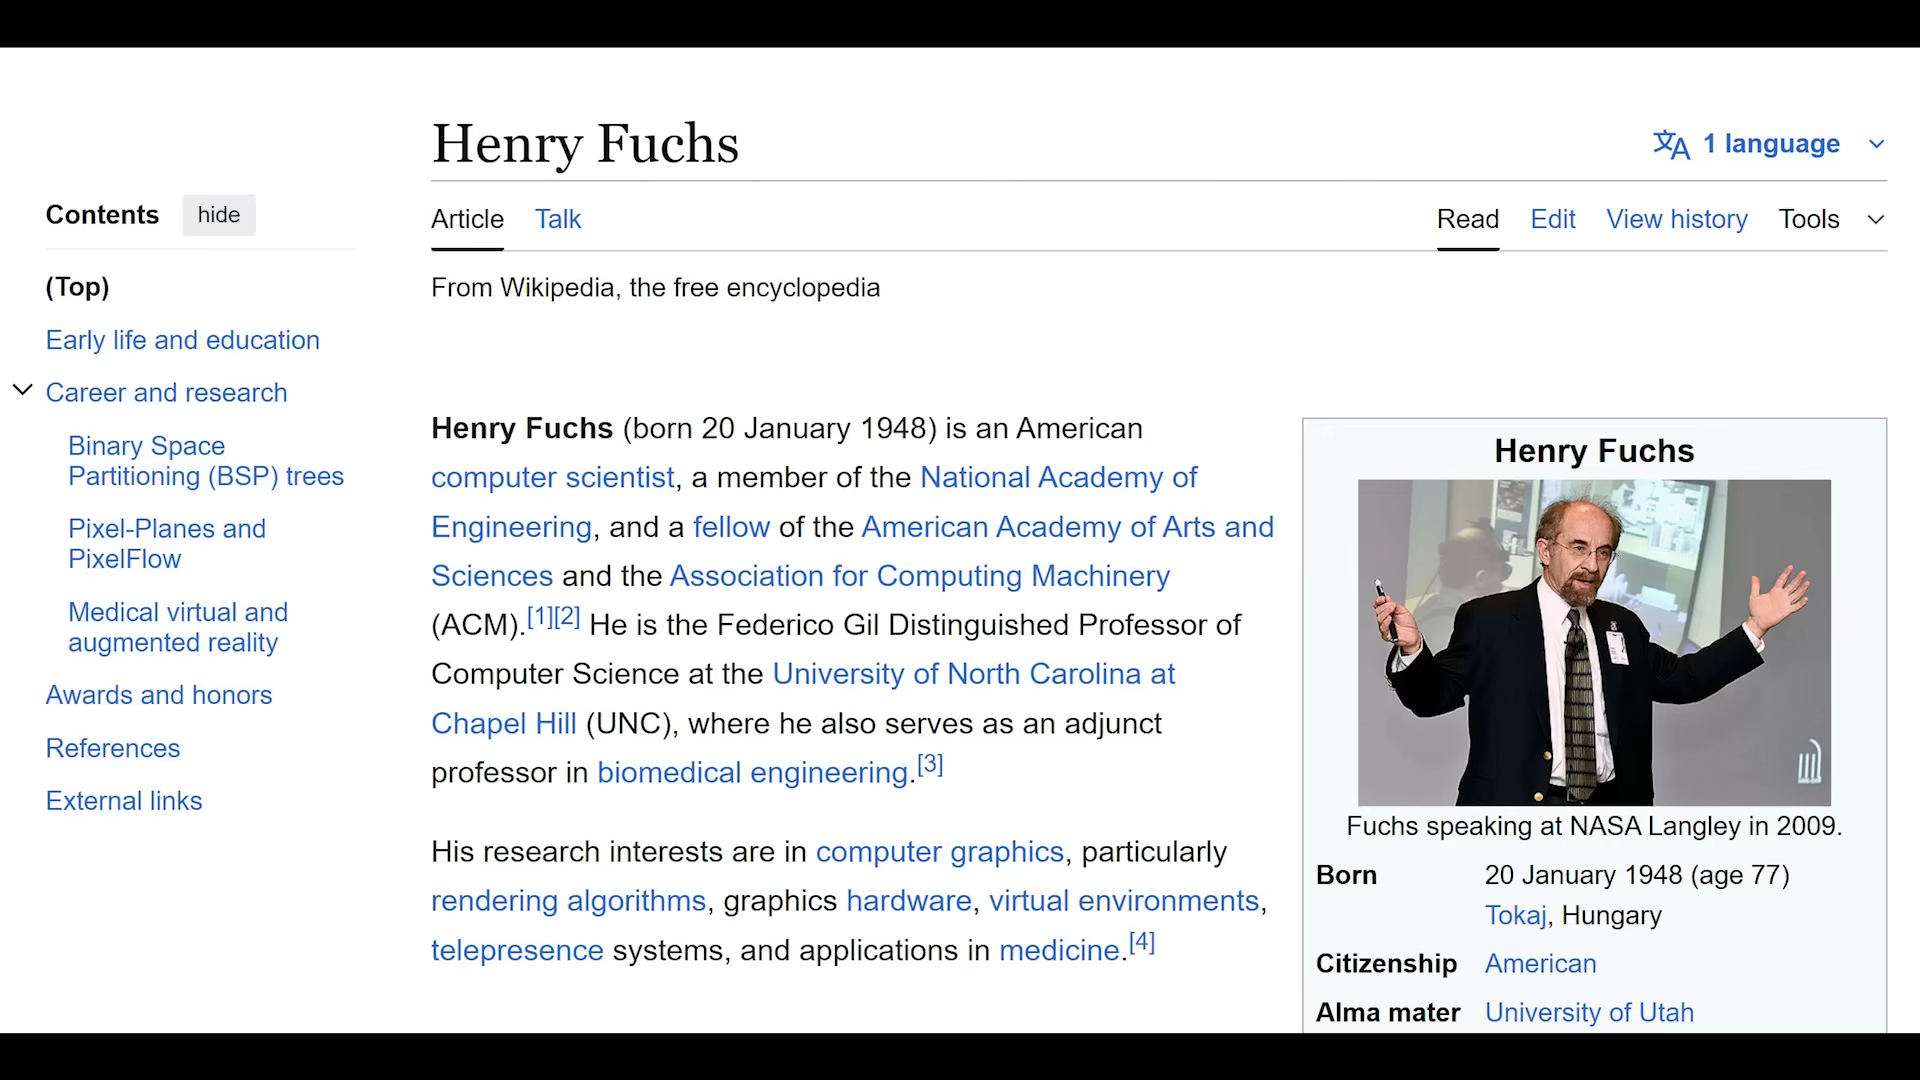 Henry Fuchs
1 language
Contents
hide
(Top)
Early life and education
Career and research
Binary Space
Partitioning (BSP) trees
Pixel-Planes and
PixelFlow
Medical virtual and
augmented reality
Awards and honors
References
External links
Article
Talk
Read
Edit
View history
Tools
From Wikipedia, the free encyclopedia
Henry Fuchs (born 20 January 1948) is an American
computer scientist, a member of the National Academy of
Engineering, and a fellow of the American Academy of Arts and
Sciences and the Association for Computing Machinery
(ACM).[1][2] He is the Federico Gil Distinguished Professor of
Computer Science at the University of North Carolina at
Chapel Hill (UNC), where he also serves as an adjunct
professor in biomedical engineering.[3]
His research interests are in computer graphics, particularly
rendering algorithms, graphics hardware, virtual environments,
telepresence systems, and applications in medicine.[4]
Henry Fuchs
Fuchs speaking at NASA Langley in 2009.
Born
20 January 1948 (age 77)
Tokaj, Hungary
Citizenship
American
Alma mater
University of Utah